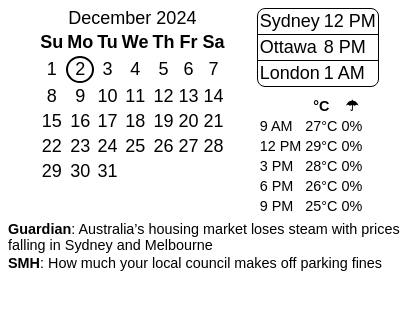 December 2024
Su Mo Tu We Th Fr Sa
1 2 3 4 5 6 7
8 9 10 11 12 13 14
15 16 17 18 19 20 21
22 23 24 25 26 27 28
29 30 31
Sydney 12 PM
Ottawa 8 PM
London 1 AM
°C ☂
9 AM 27°C 0%
12 PM 29°C 0%
3 PM 28°C 0%
6 PM 26°C 0%
9 PM 25°C 0%
Guardian: Australia’s housing market loses steam with prices
falling in Sydney and Melbourne
SMH: How much your local council makes off parking fines